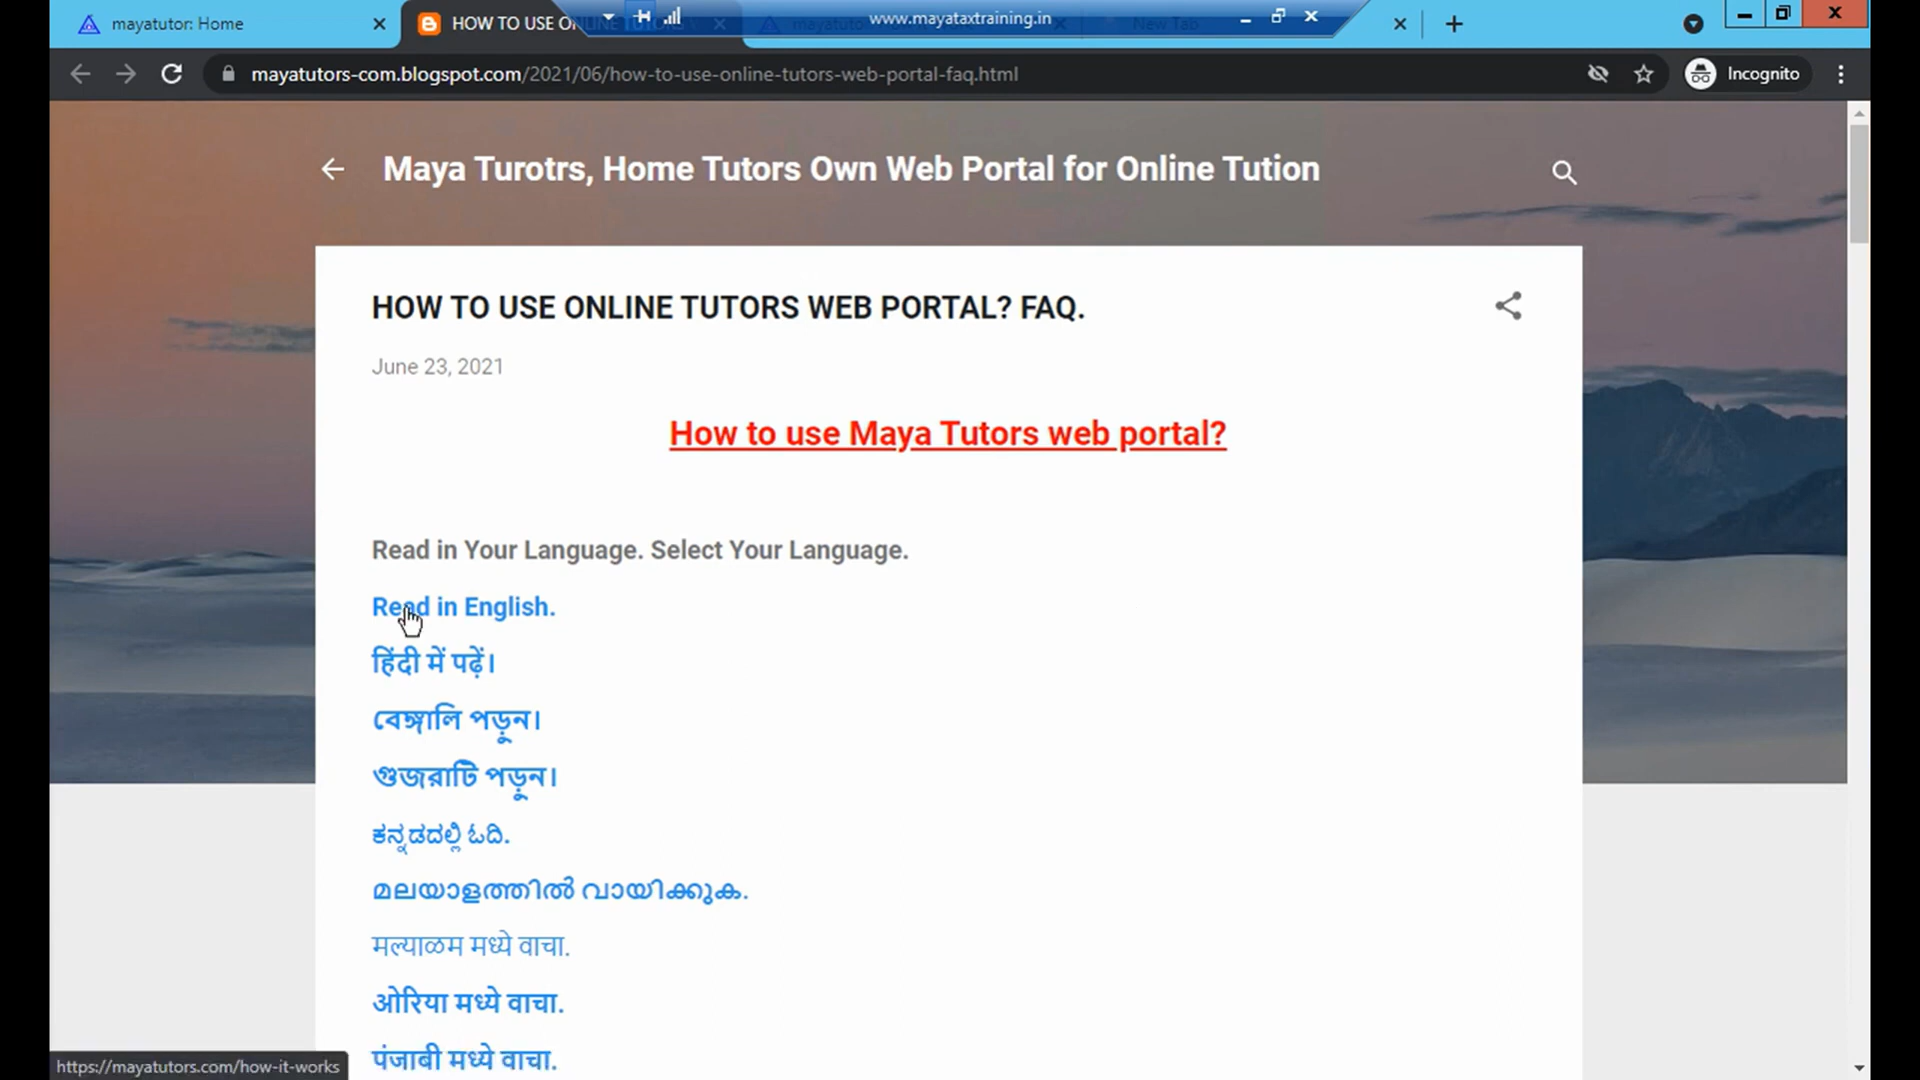 mayatutor: Home
HOW TO USE O
www.mayataxtraining.in
New Tab
mayatutors-com.blogspot.com/2021/06/how-to-use-online-tutors-web-portal-faq.html
Incognito
Maya Turotrs, Home Tutors Own Web Portal for Online Tution
HOW TO USE ONLINE TUTORS WEB PORTAL? FAQ.
June 23, 2021
How to use Maya Tutors web portal?
Read in Your Language. Select Your Language.
Read in English.
हिंदी में पढ़ें।
বেঙ্গালি পড়ুন।
গুজরাটি পড়ুন।
ಕನ್ನಡದಲ್ಲಿ ಓದಿ.
മലയാളത്തിൽ വായിക്കുക.
मल्याळम मध्ये वाचा.
ओरिया मध्ये वाचा.
पंजाबी मध्ये वाचा.
https://mayatutors.com/how-it-works